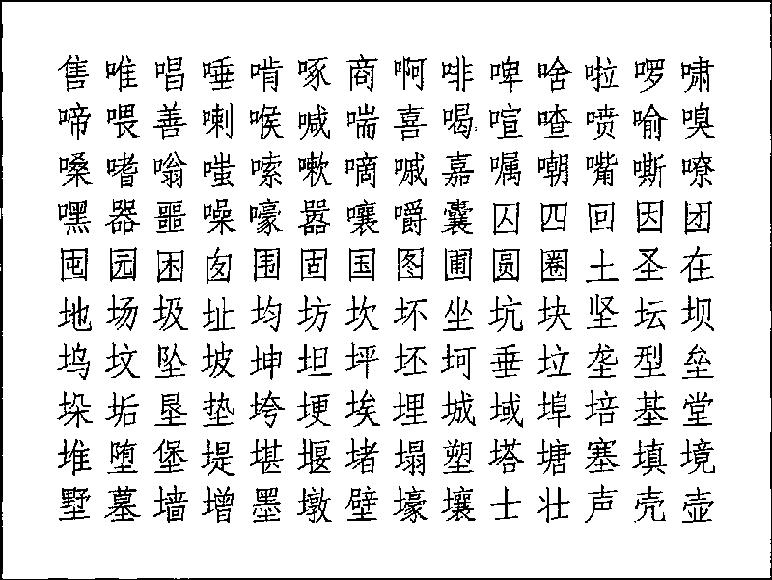 售唯唱唾啃啄商啊啡啤啥啦啰啸
啼喂善喇喉喊喘喜喝喧喳喷喻嗅
嗓嗜嗡嗤嗦嗽嘀嘁嘉嘱嘲嘴嘶嘹
嘿器噩噪嚎嚣嚷嚼囊囚四回因团
囤园困囱围固国图圃圆圈土圣在
地场圾址均坊坎坏坐坑块坚坛坝
坞坟坠坡坤坦坪坯坷垂垃垄型垒
垛垢垦垫垮埂埃埋城域埠培基堂
堆堕堡堤堪堰堵塌塑塔塘塞填境
墅墓墙增墨墩壁壕壤士壮声壳壶